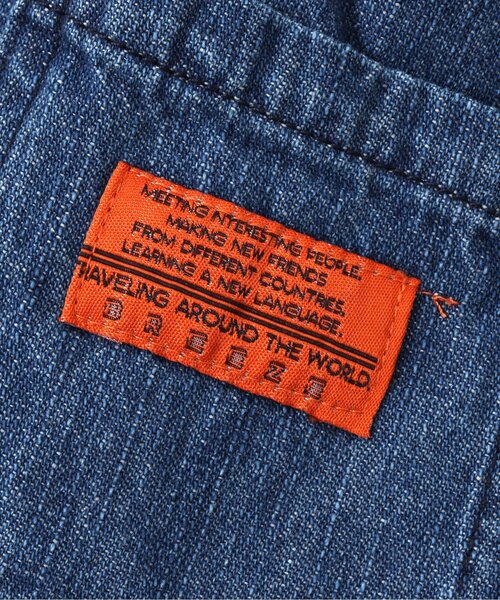 MEETING INTERESTING PEOPLE.
MAKING NEW FRIENDS
FROM DIFFERENT COUNTRIES.
LEARNING A NEW LANGUAGE.
TRAVELING AROUND THE WORLD.
BREEZE